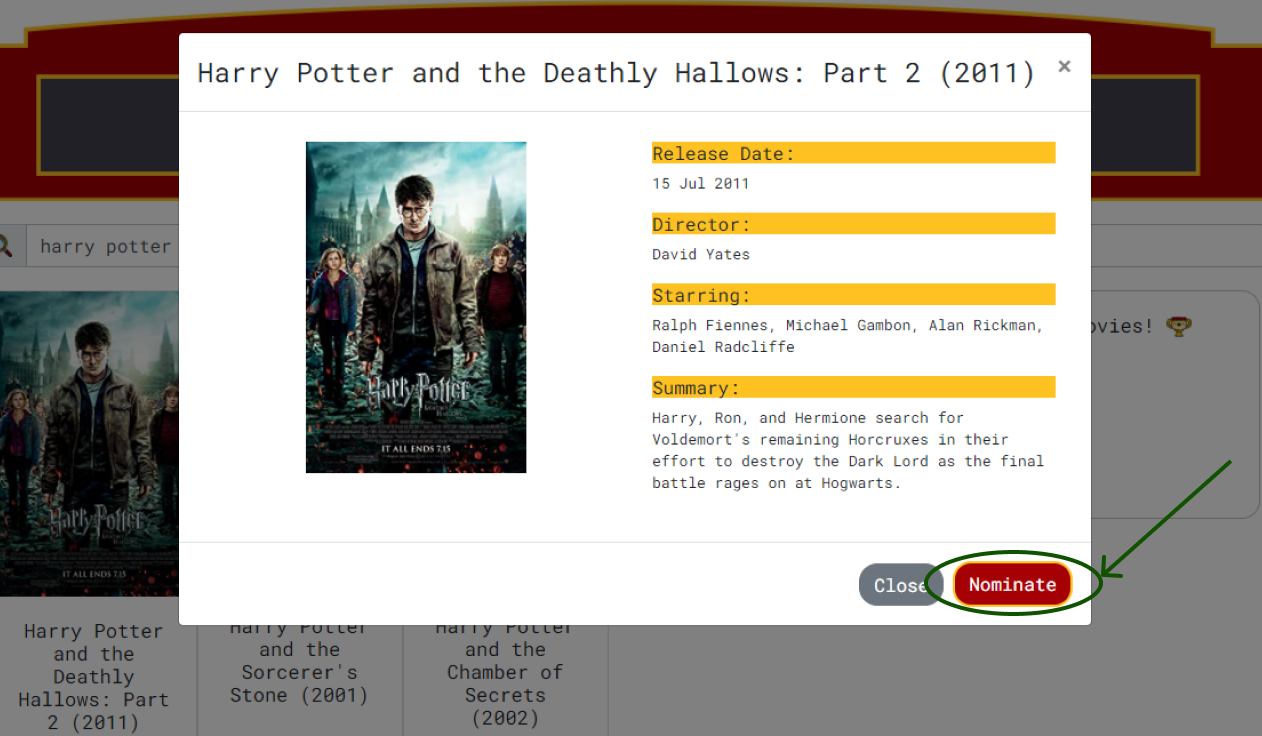 Harry Potter and the Deathly Hallows: Part 2 (2011) ×
harry potter
Release Date:
15 Jul 2011
Director:
David Yates
Starring:
Ralph Fiennes, Michael Gambon, Alan Rickman,
Daniel Radcliffe
Summary:
Harry, Ron, and Hermione search for
Voldemort's remaining Horcruxes in their
effort to destroy the Dark Lord as the final
battle rages on at Hogwarts.
Harry Potter
IT ALL ENDS 7.15
ovies!
Harry Potter
IT ALL ENDS 7.15
Close
Nominate
Harry Potter
and the
Deathly
Hallows: Part
2 (2011)
Harry Potter
and the
Sorcerer's
Stone (2001)
Harry Potter
and the
Chamber of
Secrets
(2002)